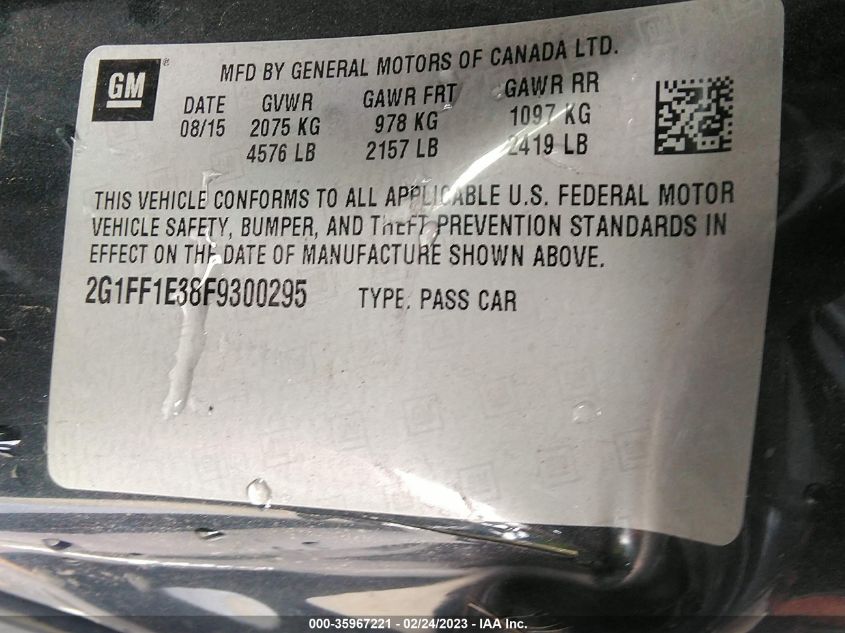 GM ®
MFD BY GENERAL MOTORS OF CANADA LTD.
DATE GVWR GAWR FRT GAWR RR
08/15 2075 KG 978 KG 1097 KG
4576 LB 2157 LB 2419 LB
THIS VEHICLE CONFORMS TO ALL APPLICABLE U.S. FEDERAL MOTOR
VEHICLE SAFETY, BUMPER, AND THEFT PREVENTION STANDARDS IN
EFFECT ON THE DATE OF MANUFACTURE SHOWN ABOVE.
2G1FF1E38F9300295 TYPE: PASS CAR
000-35967221 - 02/24/2023 - IAA Inc.